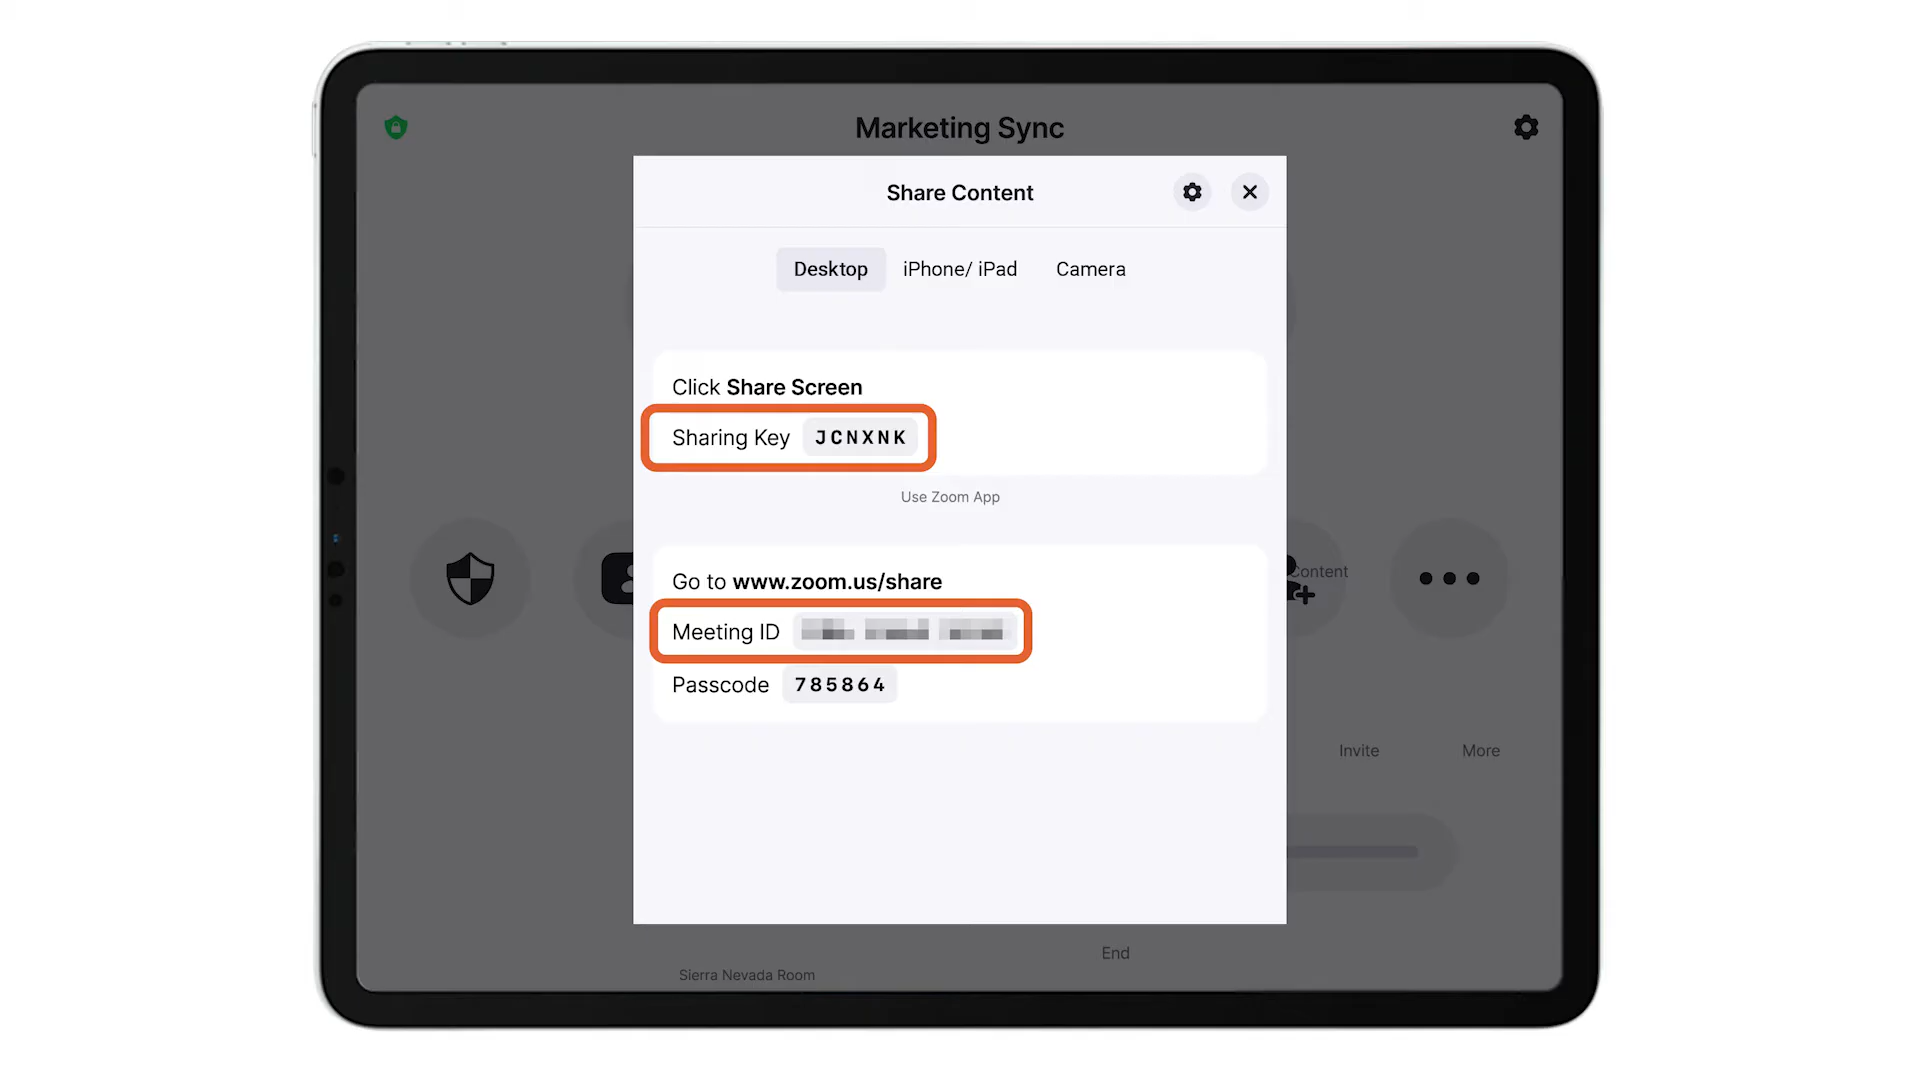 Marketing Sync
Share Content
Desktop iPhone/ iPad Camera
Click Share Screen
Sharing Key JCNXNK
Use Zoom App
Content
Go to www.zoom.us/share
Meeting ID
Passcode 785864
Invite More
End
Sierra Nevada Room